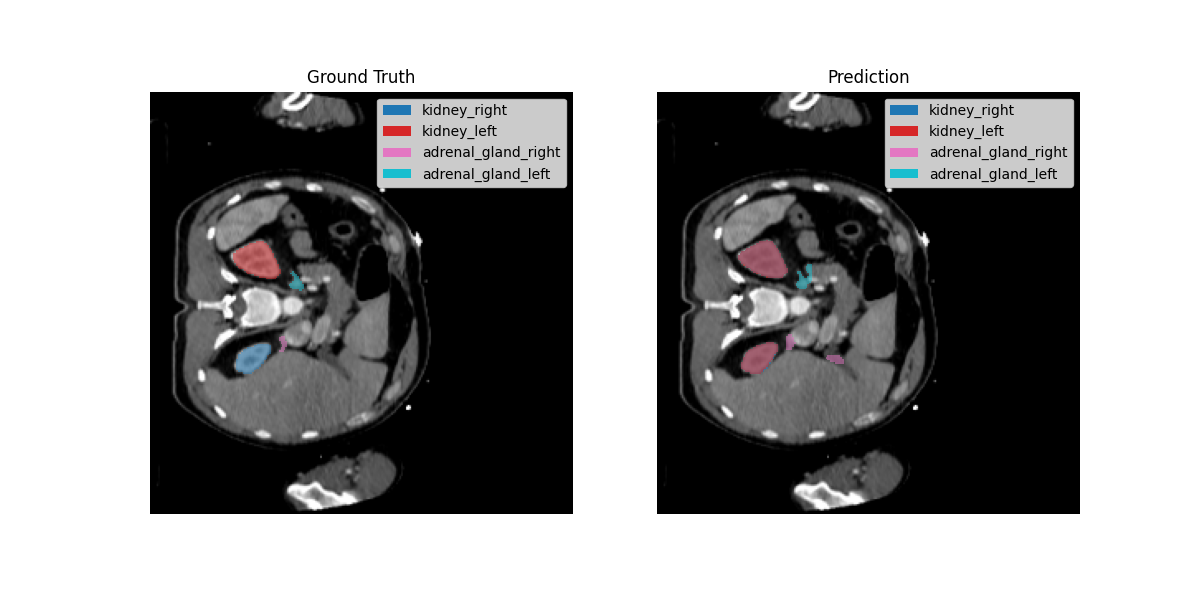 Ground Truth
kidney_right
kidney_left
adrenal_gland_right
adrenal_gland_left
Prediction
kidney_right
kidney_left
adrenal_gland_right
adrenal_gland_left